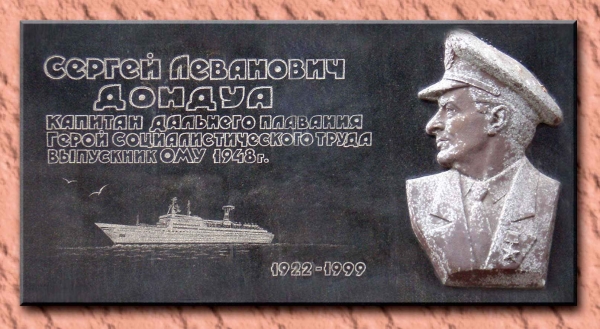 Сергей Леванович
Дондуа
капитан дальнего плавания
Герой Социалистического Труда
выпускник ОМУ 1948 г.
1922-1999